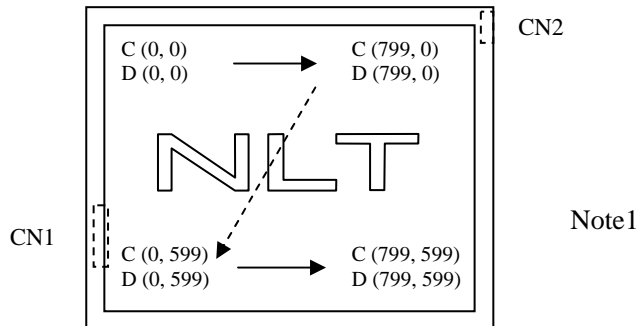 CN2
C (0, 0)
D (0, 0)
C (799, 0)
D (799, 0)
NLT
Note1
CN1
C (0, 599)
D (0, 599)
C (799, 599)
D (799, 599)